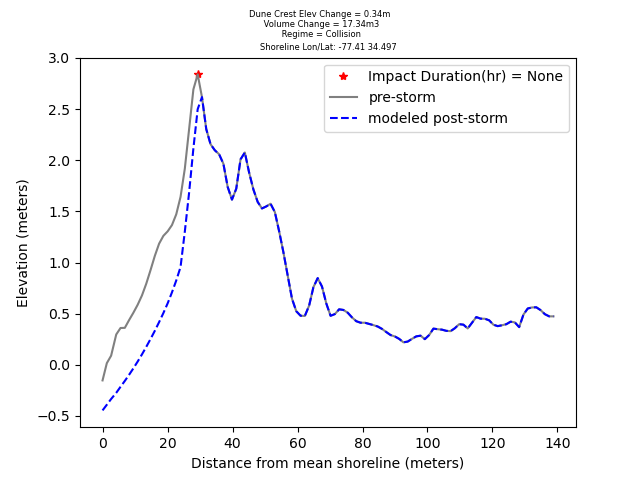 Dune Crest Elev Change = 0.34m
Volume Change = 17.34m3
Regime = Collision
Shoreline Lon/Lat: -77.41 34.497
Impact Duration(hr) = None
pre-storm
modeled post-storm
Elevation (meters)
3.0
2.5
2.0
1.5
1.0
0.5
0.0
−0.5
0 20 40 60 80 100 120 140
Distance from mean shoreline (meters)